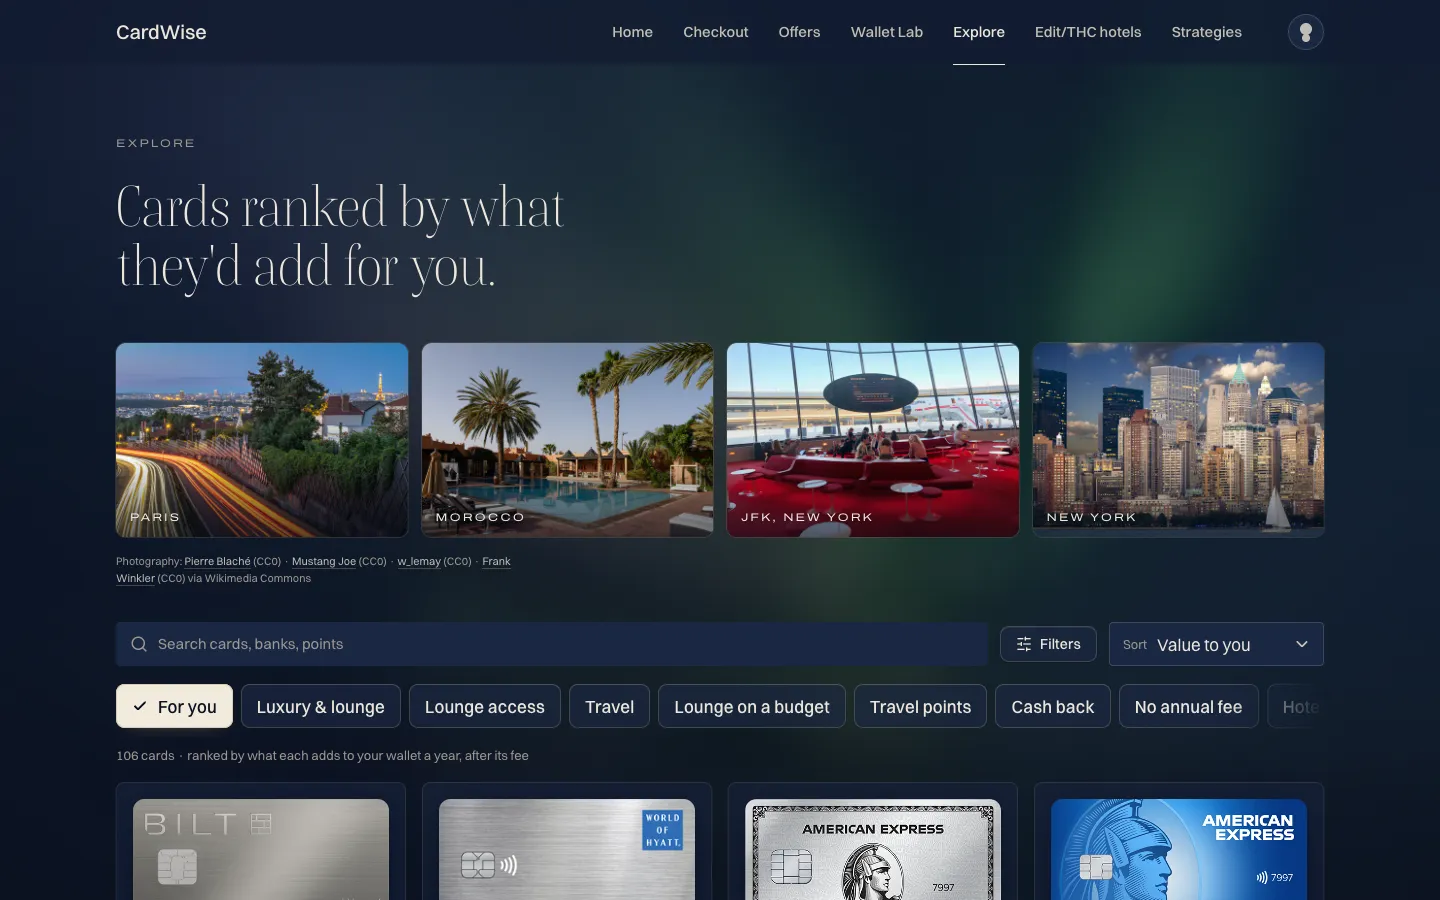 CardWise
Home
Checkout
Offers
Wallet Lab
Explore
Edit/THC hotels
Strategies
EXPLORE
Cards ranked by what
they'd add for you.
PARIS
MOROCCO
JFK, NEW YORK
NEW YORK
Photography: Pierre Blaché (CC0) · Mustang Joe (CC0) · w_lemay (CC0) · Frank
Winkler (CC0) via Wikimedia Commons
Search cards, banks, points
Filters
Sort Value to you
For you
Luxury & lounge
Lounge access
Travel
Lounge on a budget
Travel points
Cash back
No annual fee
Hote
106 cards · ranked by what each adds to your wallet a year, after its fee
BILT
WORLD
OF
HYATT.
AMERICAN EXPRESS
7997
AMERICAN
EXPRESS
7997